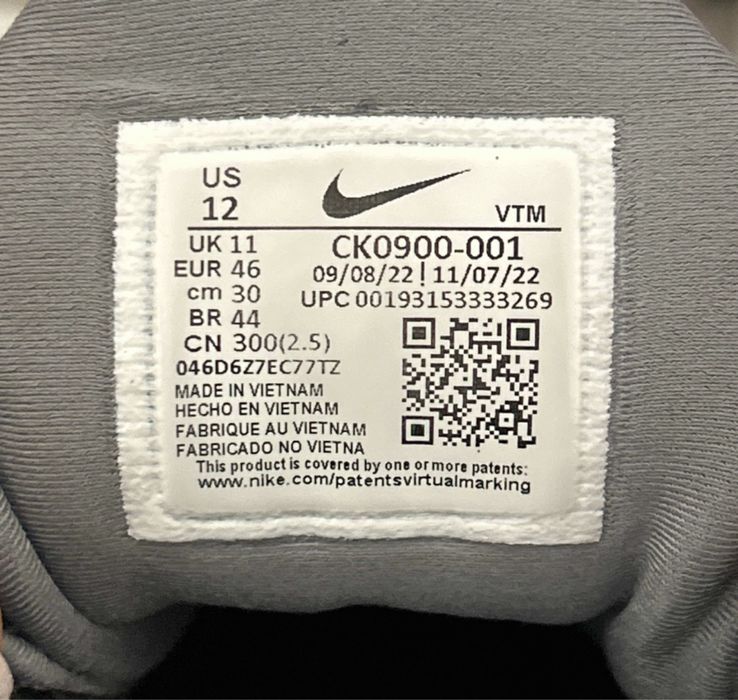 US
12
VTM
UK 11
EUR 46
cm 30
BR 44
CN 300(2.5)
CK0900-001
09/08/22 | 11/07/22
UPC 00193153333269
046D6Z7EC77TZ
MADE IN VIETNAM
HECHO EN VIETNAM
FABRIQUE AU VIETNAM
FABRICADO NO VIETNA
This product is covered by one or more patents:
www.nike.com/patentsvirtualmarking